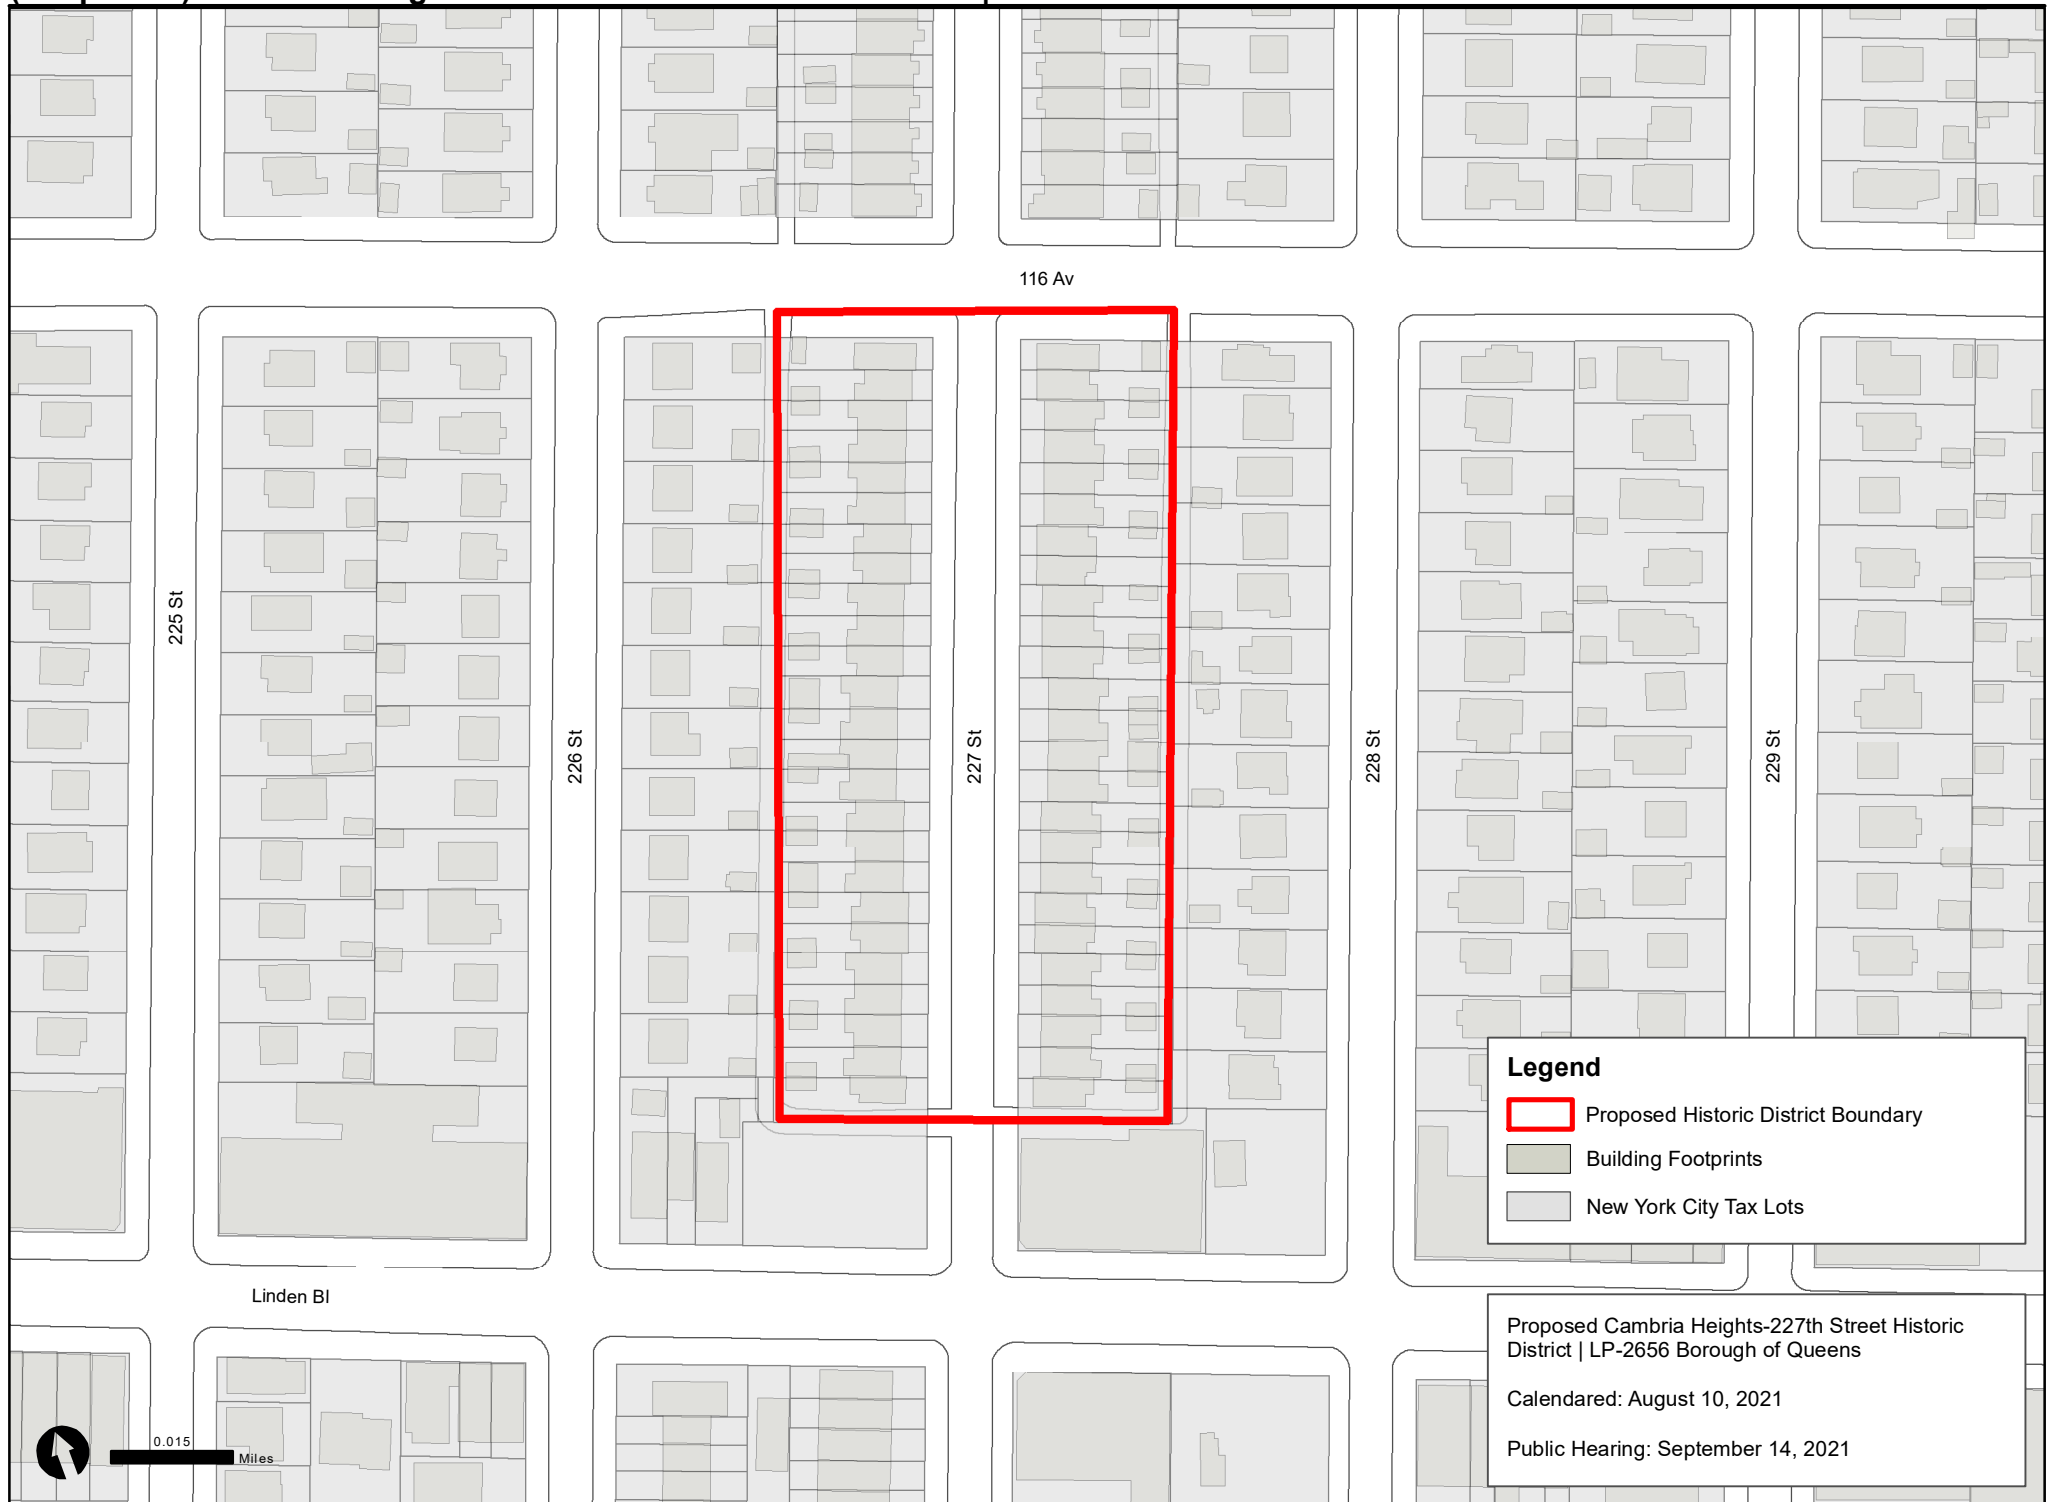 116 Av
225 St
226 St
227 St
228 St
229 St
Linden Bl
Legend
Proposed Historic District Boundary
Building Footprints
New York City Tax Lots
Proposed Cambria Heights-227th Street Historic
District | LP-2656 Borough of Queens
Calendared: August 10, 2021
Public Hearing: September 14, 2021
0.015
Miles